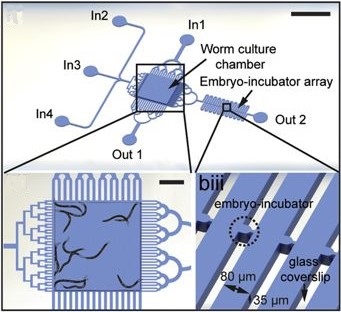 In2
In1
In3
Worm culture
chamber
Embryo-incubator array
In4
Out 1
Out 2
biii
embryo-incubator
glass
coverslip
80 µm
35 µm